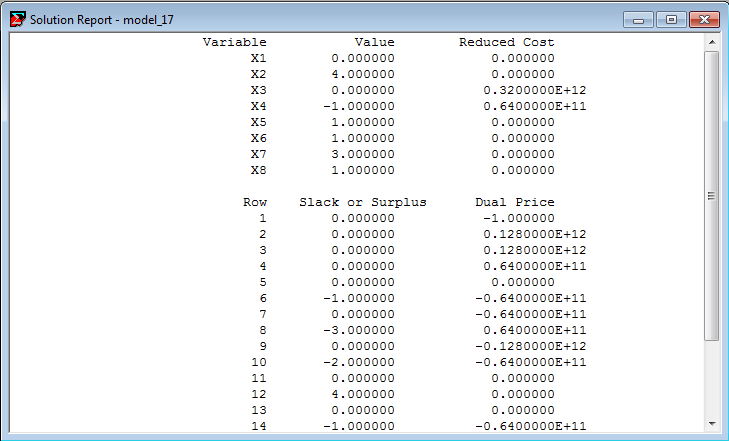 Solution Report - model_17
Variable Value Reduced Cost
X1 0.000000 0.000000
X2 4.000000 0.000000
X3 0.000000 0.3200000E+12
X4 -1.000000 0.6400000E+11
X5 1.000000 0.000000
X6 1.000000 0.000000
X7 3.000000 0.000000
X8 1.000000 0.000000
Row Slack or Surplus Dual Price
1 0.000000 -1.000000
2 0.000000 0.1280000E+12
3 0.000000 0.1280000E+12
4 0.000000 0.6400000E+11
5 0.000000 0.000000
6 -1.000000 -0.6400000E+11
7 0.000000 -0.6400000E+11
8 -3.000000 0.6400000E+11
9 0.000000 -0.1280000E+12
10 -2.000000 -0.6400000E+11
11 0.000000 0.000000
12 4.000000 0.000000
13 0.000000 0.000000
14 -1.000000 -0.6400000E+11